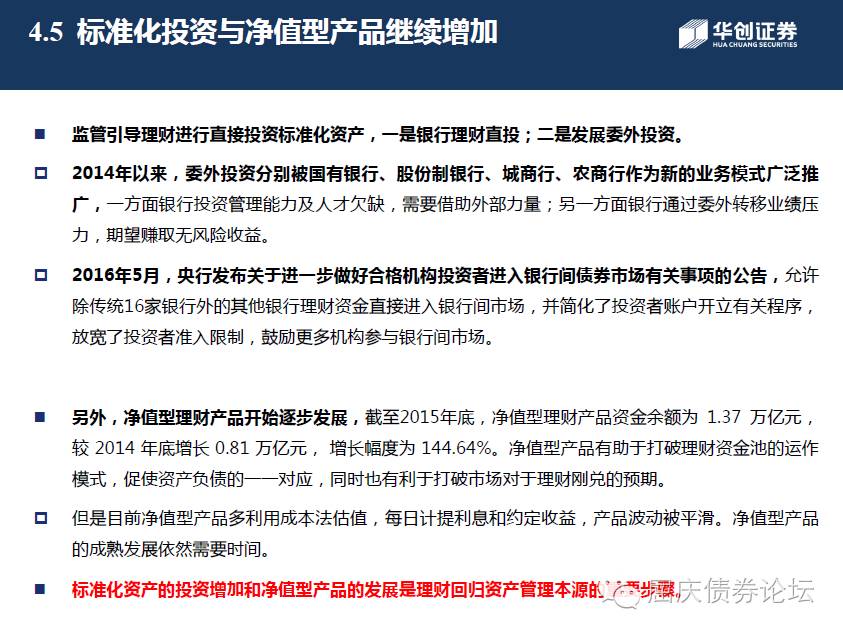 4.5 标准化投资与净值型产品继续增加
华创证券
HUA CHUANG SECURITIES
监管引导理财进行直接投资标准化资产，一是银行理财直投；二是发展委外投资。
2014年以来，委外投资分别被国有银行、股份制银行、城商行、农商行作为新的业务模式广泛推
广，一方面银行投资管理能力及人才欠缺，需要借助外部力量；另一方面银行通过委外转移业绩压
力，期望赚取无风险收益。
2016年5月，央行发布关于进一步做好合格机构投资者进入银行间债券市场有关事项的公告，允许
除传统16家银行外的其他银行理财资金直接进入银行间市场，并简化了投资者账户开立有关程序，
放宽了投资者准入限制，鼓励更多机构参与银行间市场。
另外，净值型理财产品开始逐步发展，截至2015年底，净值型理财产品资金余额为 1.37 万亿元，
较 2014 年底增长 0.81 万亿元， 增长幅度为 144.64%。净值型产品有助于打破理财资金池的运作
模式，促使资产负债的一一对应，同时也有利于打破市场对于理财刚兑的预期。
但是目前净值型产品多利用成本法估值，每日计提利息和约定收益，产品波动被平滑。净值型产品
的成熟发展依然需要时间。
标准化资产的投资增加和净值型产品的发展是理财回归资产管理本源的步骤。
屈庆债券论坛